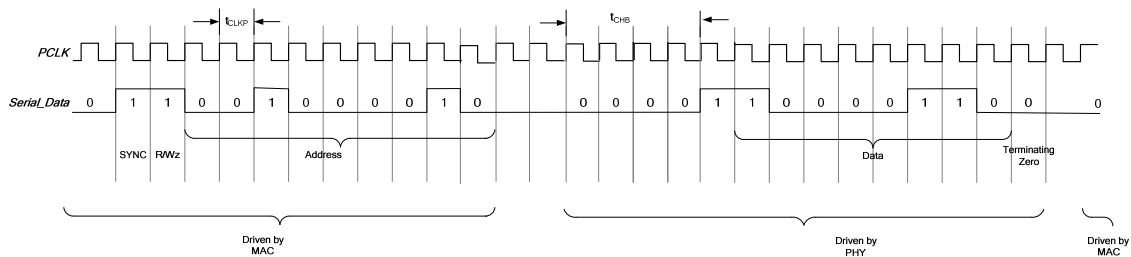 tCLKP
tCHB
PCLK
Serial_Data 0 1 1 0 0 1 0 0 0 0 1 0 0 0 0 0 1 1 0 0 0 0 1 1 0 0 0
SYNC R/Wz Address Data Terminating
Zero
Driven by
MAC
Driven by
PHY
Driven by
MAC